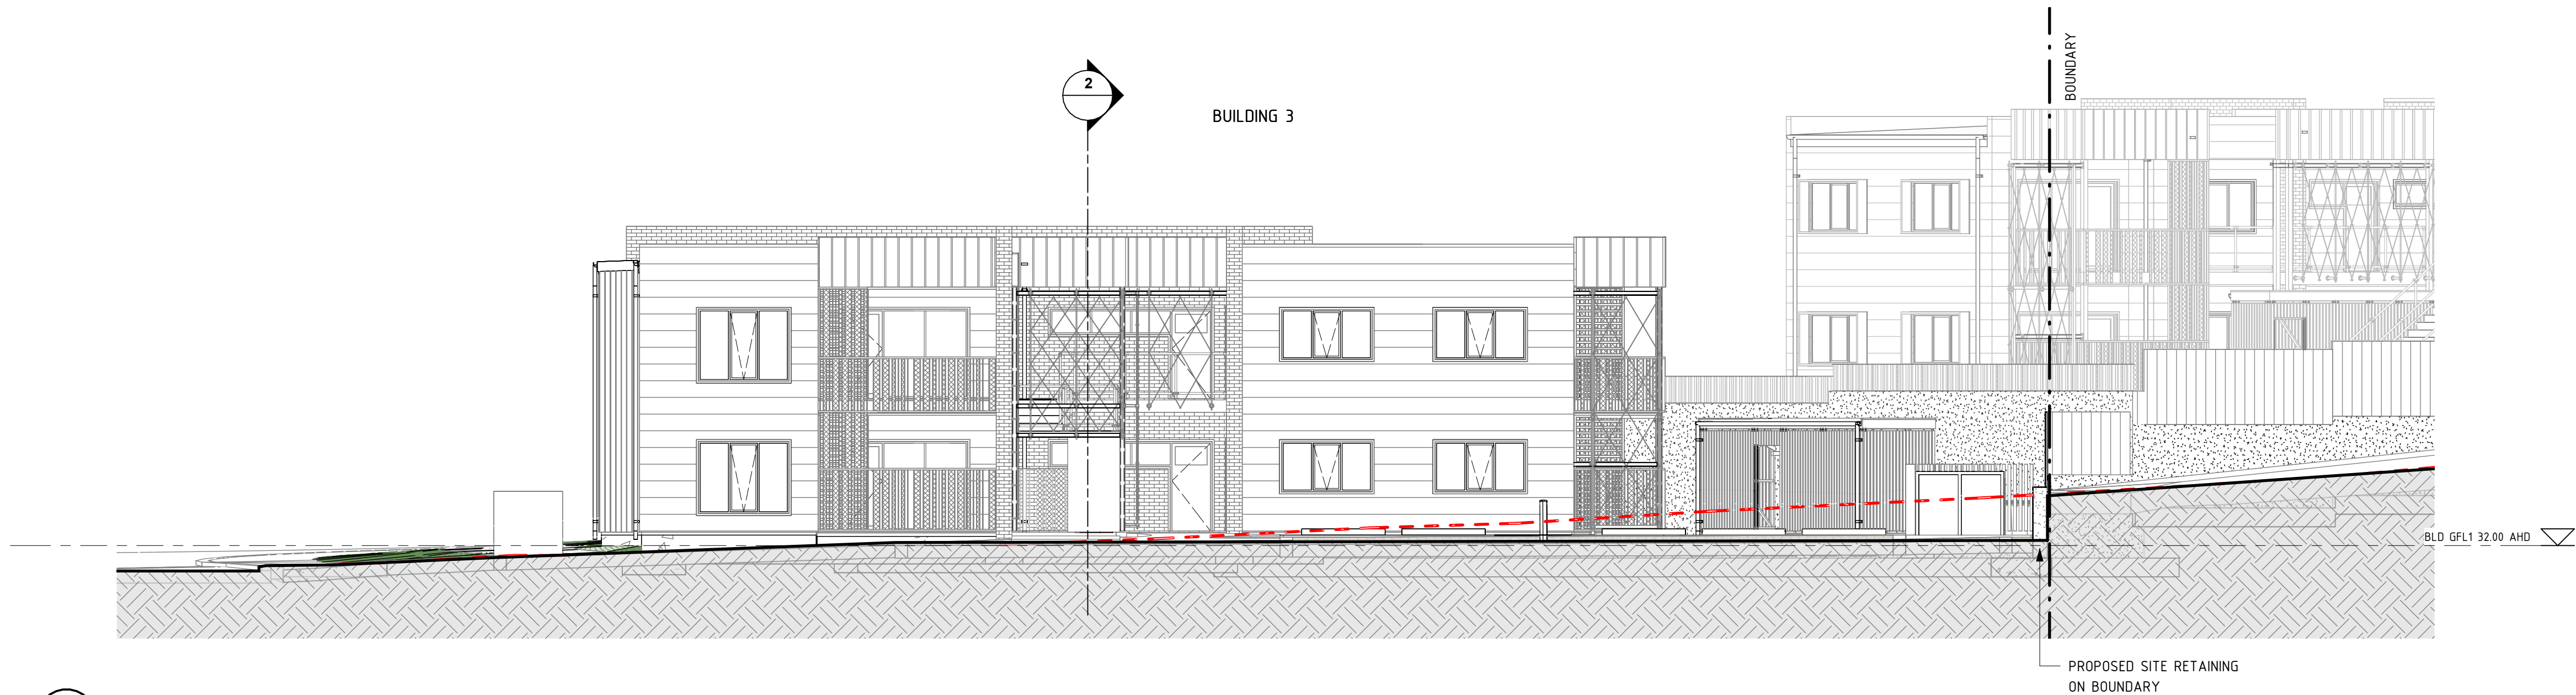 BOUNDARY
2
BUILDING 3
BLD GFL1 32.00 AHD
PROPOSED SITE RETAINING
ON BOUNDARY